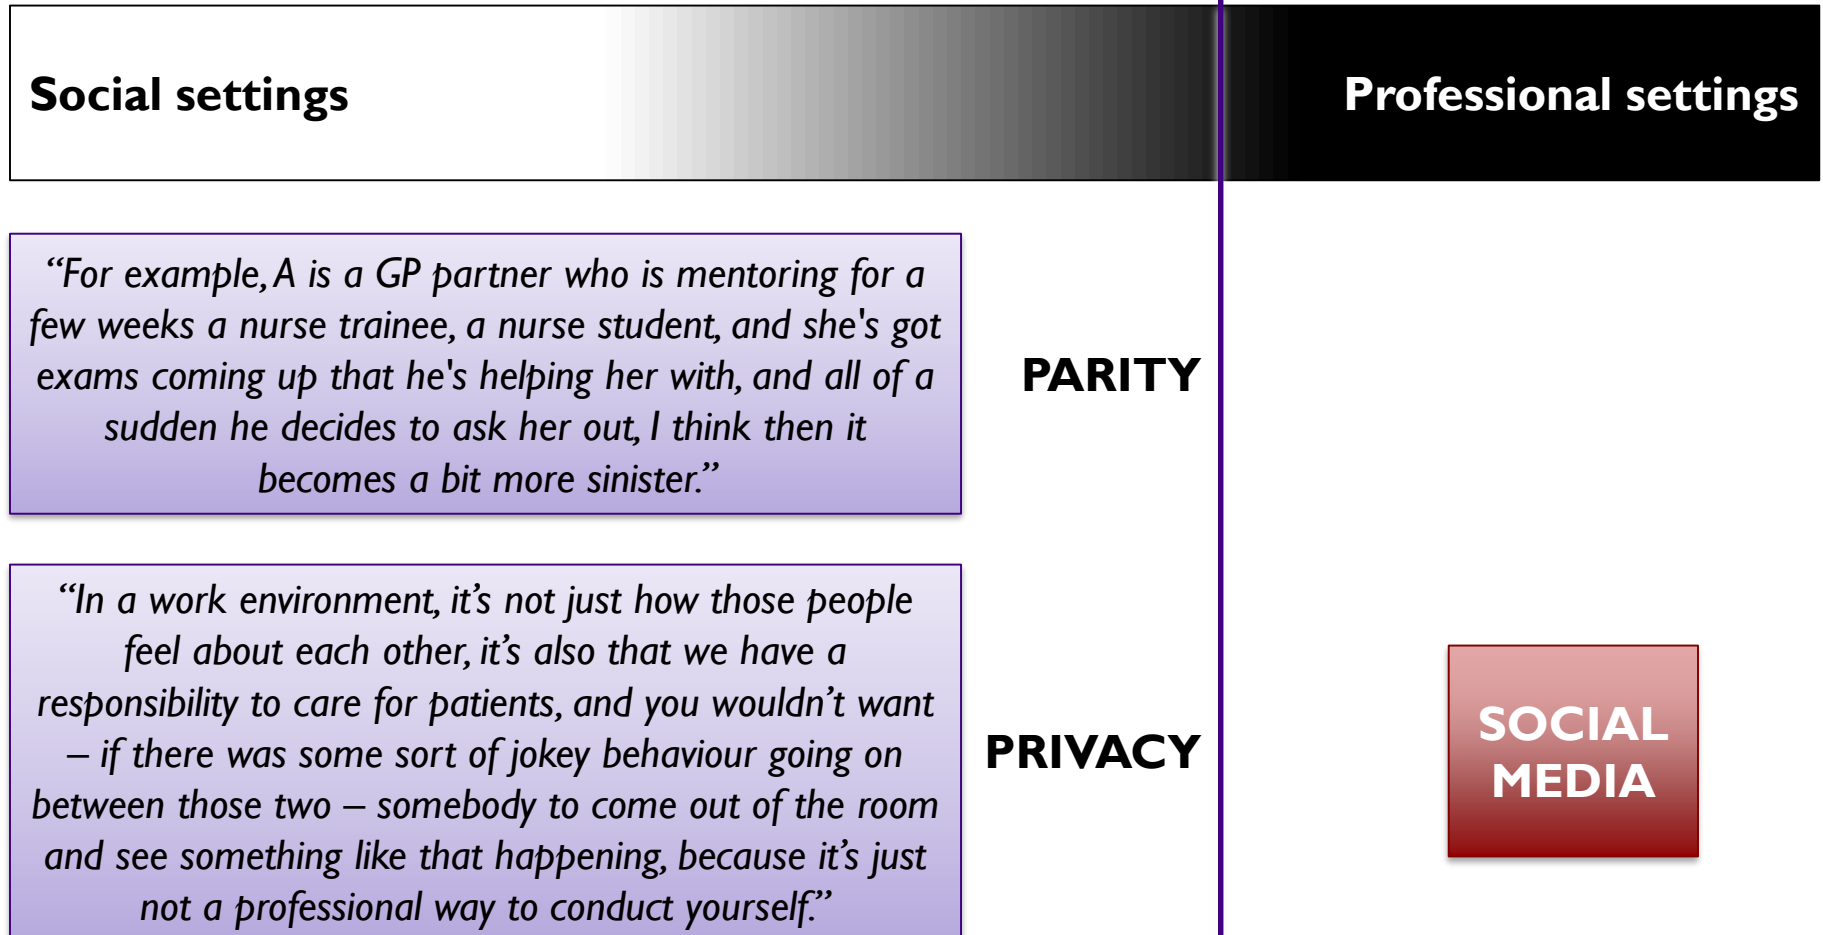 Social settings
Professional settings
“For example, A is a GP partner who is mentoring for a
few weeks a nurse trainee, a nurse student, and she's got
exams coming up that he's helping her with, and all of a
sudden he decides to ask her out, I think then it
becomes a bit more sinister.”
PARITY
“In a work environment, it’s not just how those people
feel about each other, it’s also that we have a
responsibility to care for patients, and you wouldn’t want
– if there was some sort of jokey behaviour going on
between those two – somebody to come out of the room
and see something like that happening, because it’s just
not a professional way to conduct yourself.”
PRIVACY
SOCIAL
MEDIA